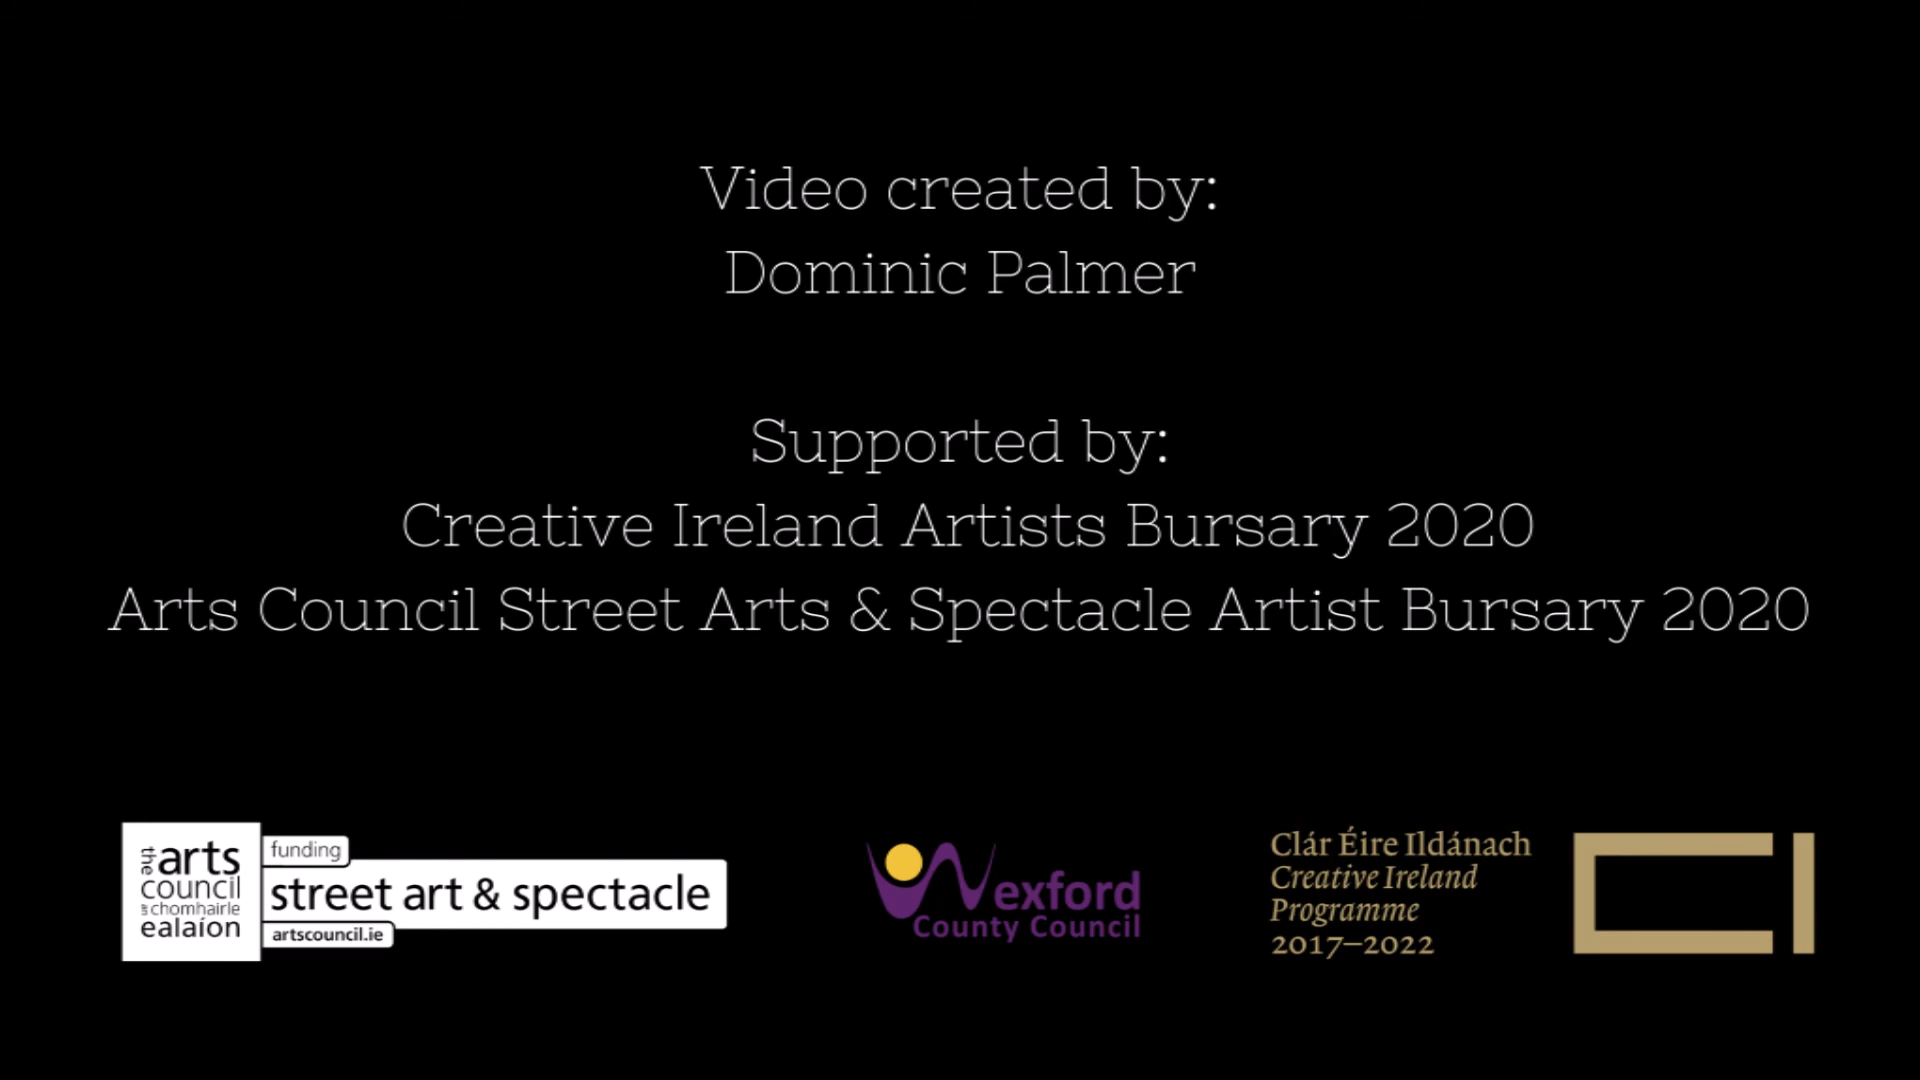 Video created by:
Dominic Palmer
Supported by:
Creative Ireland Artists Bursary 2020
Arts Council Street Arts & Spectacle Artist Bursary 2020
the arts
council
an chomhairle
ealaíon
funding
street art & spectacle
artscouncil.ie
Wexford
County Council
Clár Éire Ildánach
Creative Ireland
Programme
2017–2022
CI